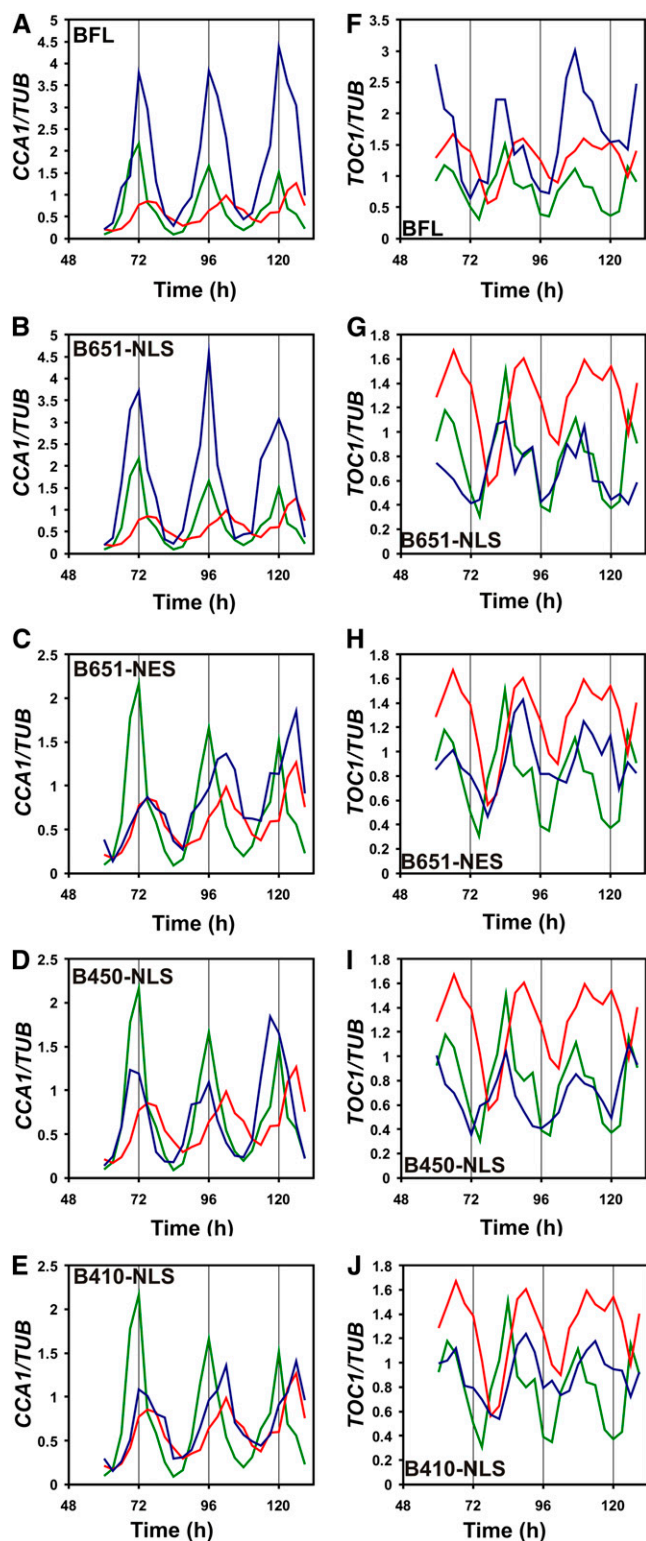 A
BFL
CCA1/TUB
5
4.5
4
3.5
3
2.5
2
1.5
1
0.5
0
48 72 96 120
Time (h)
F
TOC1/TUB
3.5
3
2.5
2
1.5
1
0.5
0
BFL
48 72 96 120
Time (h)
B
B651-NLS
CCA1/TUB
5
4.5
4
3.5
3
2.5
2
1.5
1
0.5
0
48 72 96 120
Time (h)
G
TOC1/TUB
1.8
1.6
1.4
1.2
1
0.8
0.6
0.4
0.2
0
B651-NLS
48 72 96 120
Time (h)
C
B651-NES
CCA1/TUB
2.5
2
1.5
1
0.5
0
48 72 96 120
Time (h)
H
TOC1/TUB
1.8
1.6
1.4
1.2
1
0.8
0.6
0.4
0.2
0
B651-NES
48 72 96 120
Time (h)
D
B450-NLS
CCA1/TUB
2.5
2
1.5
1
0.5
0
48 72 96 120
Time (h)
I
TOC1/TUB
1.8
1.6
1.4
1.2
1
0.8
0.6
0.4
0.2
0
B450-NLS
48 72 96 120
Time (h)
E
B410-NLS
CCA1/TUB
2.5
2
1.5
1
0.5
0
48 72 96 120
Time (h)
J
TOC1/TUB
1.8
1.6
1.4
1.2
1
0.8
0.6
0.4
0.2
0
B410-NLS
48 72 96 120
Time (h)